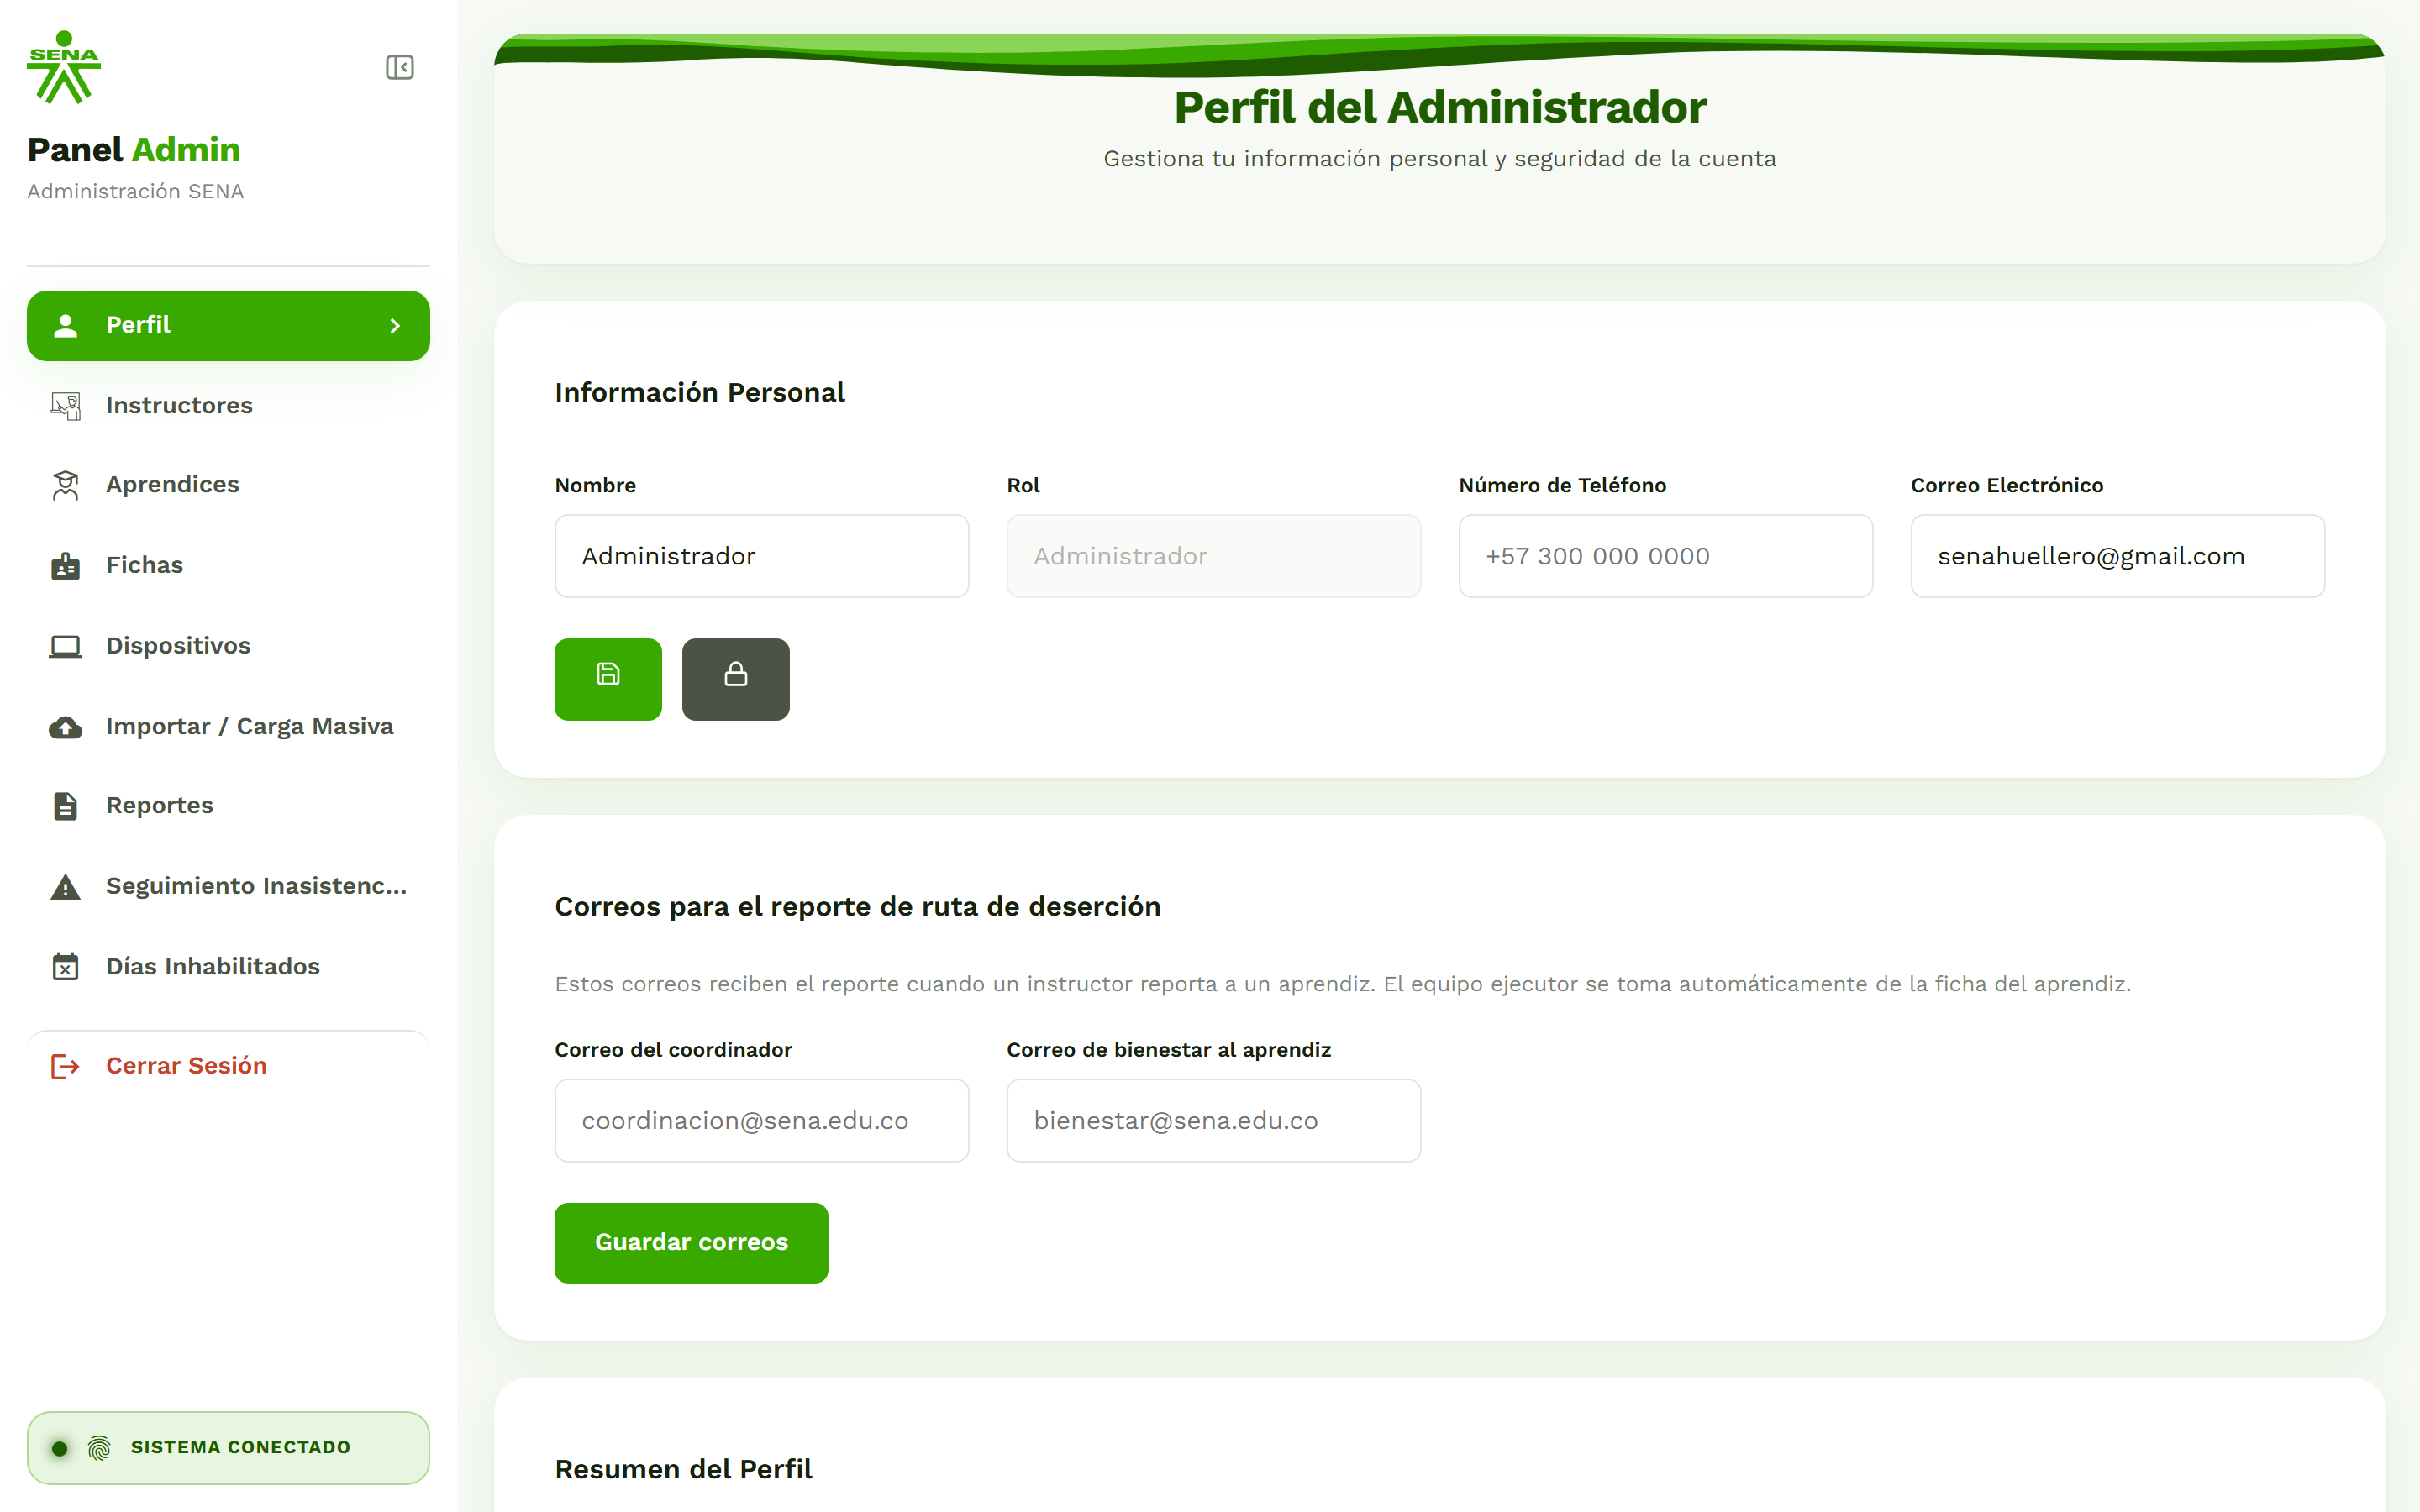 SENA
Panel Admin
Administración SENA
Perfil
Instructores
Aprendices
Fichas
Dispositivos
Importar / Carga Masiva
Reportes
Seguimiento Inasistenc...
Días Inhabilitados
Cerrar Sesión
SISTEMA CONECTADO
Perfil del Administrador
Gestiona tu información personal y seguridad de la cuenta
Información Personal
Nombre
Administrador
Rol
Administrador
Número de Teléfono
+57 300 000 0000
Correo Electrónico
senahuellero@gmail.com
Correos para el reporte de ruta de deserción
Estos correos reciben el reporte cuando un instructor reporta a un aprendiz. El equipo ejecutor se toma automáticamente de la ficha del aprendiz.
Correo del coordinador
coordinacion@sena.edu.co
Correo de bienestar al aprendiz
bienestar@sena.edu.co
Guardar correos
Resumen del Perfil